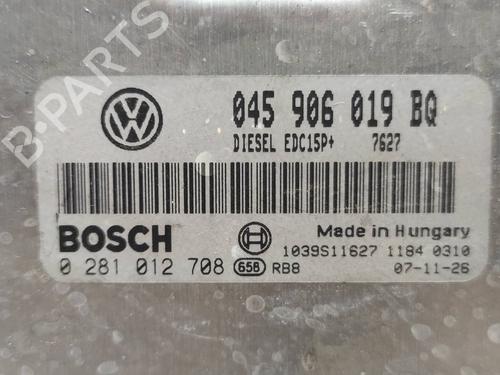 B-PARTS
045 906 019 BQ
DIESEL EDC15P+ 7627
BOSCH
Made in Hungary
1039S11627 1184 0310
0 281 012 708 656 RB8 07-11-26